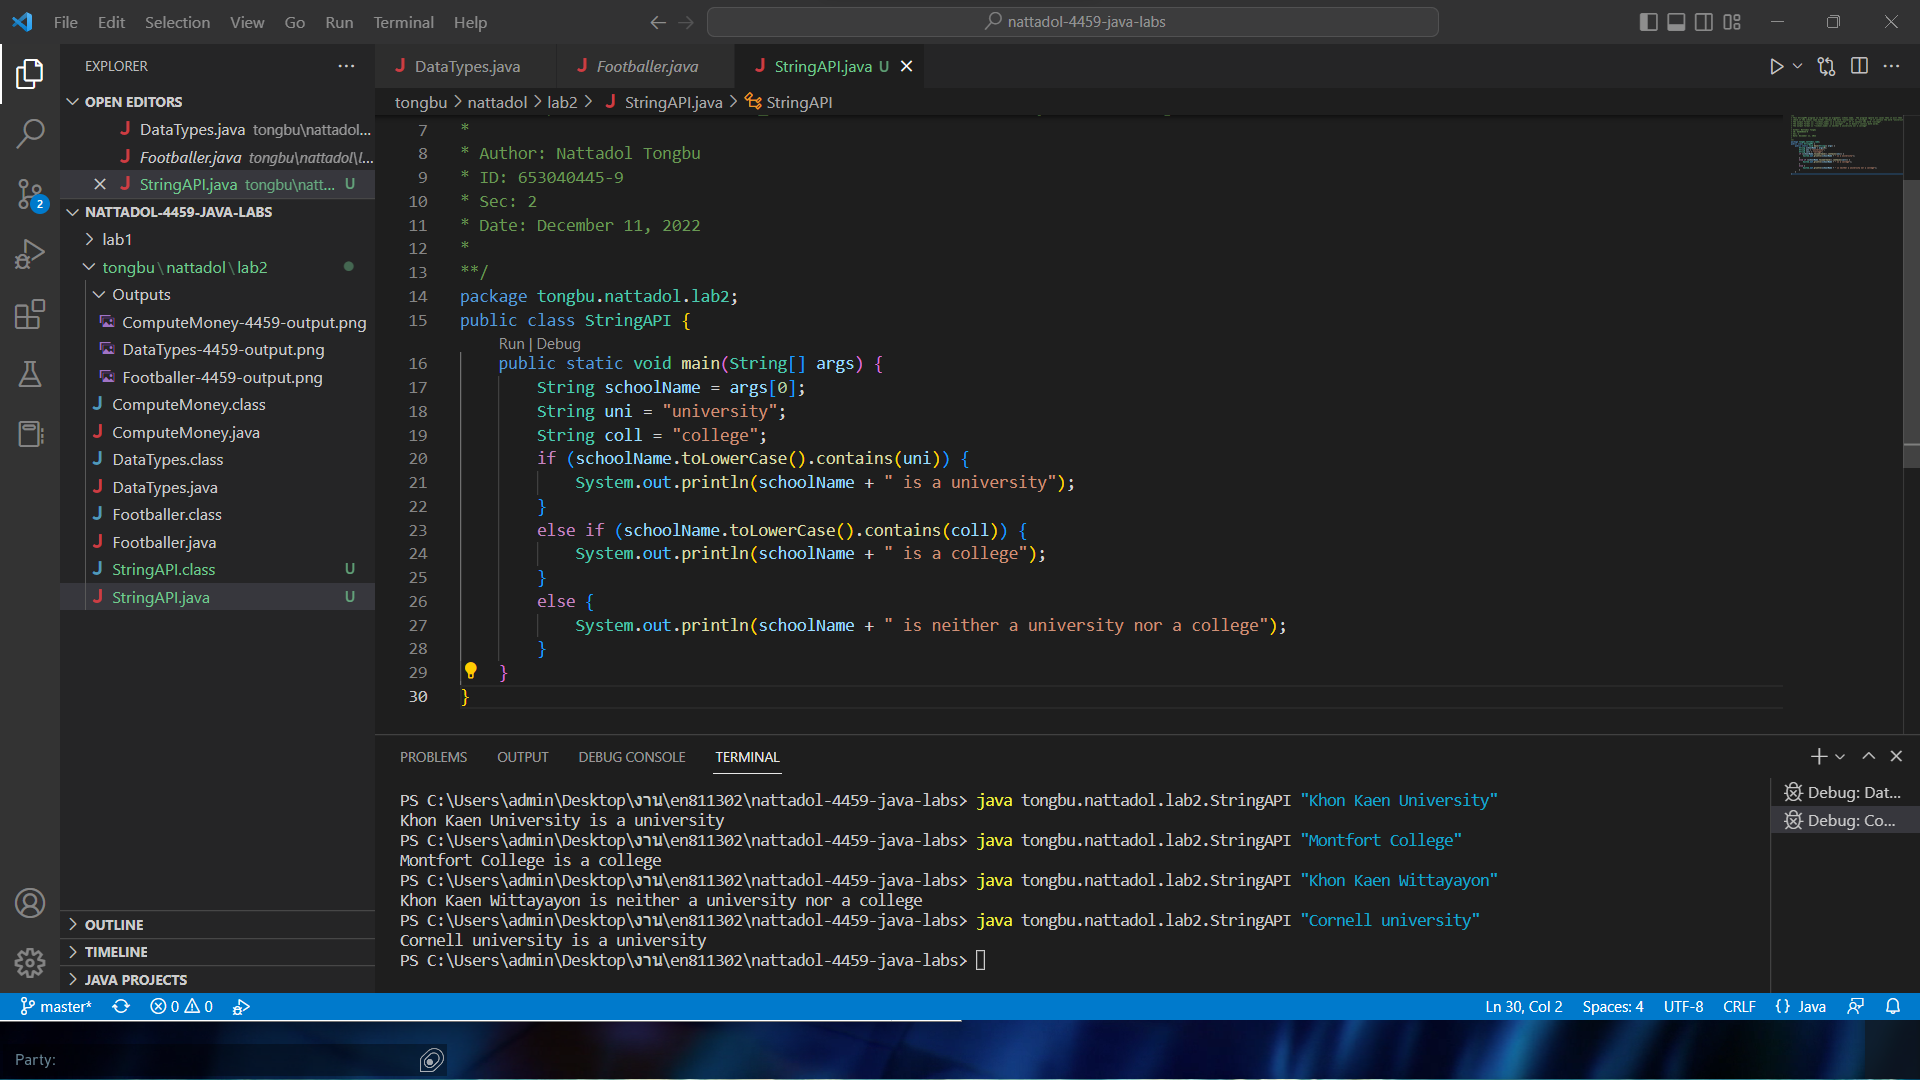 File Edit Selection View Go Run Terminal Help
nattadol-4459-java-labs
EXPLORER
OPEN EDITORS
DataTypes.java tongbu\nattadol...
Footballer.java tongbu\nattadol\l...
StringAPI.java tongbu\natt... U
NATTADOL-4459-JAVA-LABS
lab1
tongbu\nattadol\lab2
Outputs
ComputeMoney-4459-output.png
DataTypes-4459-output.png
Footballer-4459-output.png
ComputeMoney.class
ComputeMoney.java
DataTypes.class
DataTypes.java
Footballer.class
Footballer.java
StringAPI.class U
StringAPI.java U
OUTLINE
TIMELINE
JAVA PROJECTS
2
DataTypes.java Footballer.java StringAPI.java U
tongbu > nattadol > lab2 > StringAPI.java > StringAPI
7 *
8 * Author: Nattadol Tongbu
9 * ID: 653040445-9
10 * Sec: 2
11 * Date: December 11, 2022
12 *
13 **/
14 package tongbu.nattadol.lab2;
15 public class StringAPI {
Run | Debug
16 public static void main(String[] args) {
17 String schoolName = args[0];
18 String uni = "university";
19 String coll = "college";
20 if (schoolName.toLowerCase().contains(uni)) {
21 System.out.println(schoolName + " is a university");
22 }
23 else if (schoolName.toLowerCase().contains(coll)) {
24 System.out.println(schoolName + " is a college");
25 }
26 else {
27 System.out.println(schoolName + " is neither a university nor a college");
28 }
29 }
30 }
PROBLEMS OUTPUT DEBUG CONSOLE TERMINAL
PS C:\Users\admin\Desktop\งาน\en811302\nattadol-4459-java-labs> java tongbu.nattadol.lab2.StringAPI "Khon Kaen University"
Khon Kaen University is a university
PS C:\Users\admin\Desktop\งาน\en811302\nattadol-4459-java-labs> java tongbu.nattadol.lab2.StringAPI "Montfort College"
Montfort College is a college
PS C:\Users\admin\Desktop\งาน\en811302\nattadol-4459-java-labs> java tongbu.nattadol.lab2.StringAPI "Khon Kaen Wittayayon"
Khon Kaen Wittayayon is neither a university nor a college
PS C:\Users\admin\Desktop\งาน\en811302\nattadol-4459-java-labs> java tongbu.nattadol.lab2.StringAPI "Cornell university"
Cornell university is a university
PS C:\Users\admin\Desktop\งาน\en811302\nattadol-4459-java-labs>
Debug: Dat...
Debug: Co...
master* 0 0 Ln 30, Col 2 Spaces: 4 UTF-8 CRLF {} Java
Party: